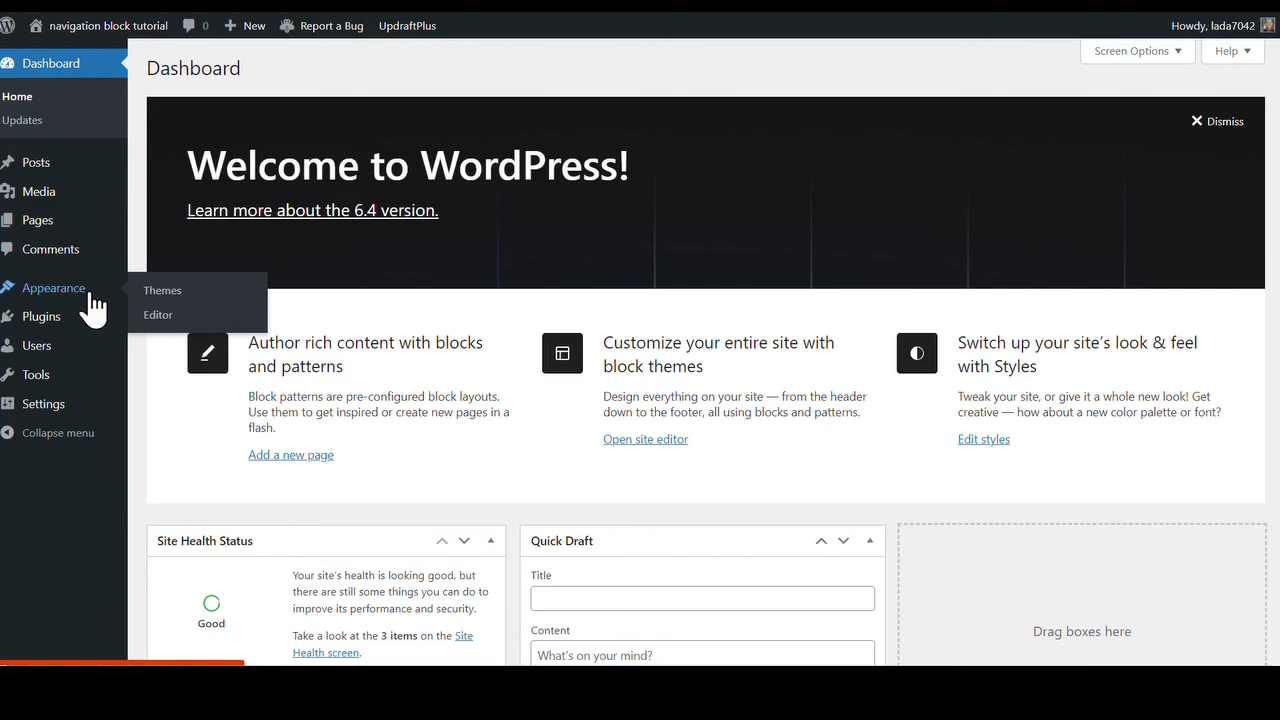 navigation block tutorial
0
New
Report a Bug
UpdraftPlus
Howdy, lada7042
Dashboard
Home
Updates
Posts
Media
Pages
Comments
Appearance
Plugins
Users
Tools
Settings
Collapse menu
Themes
Editor
Dashboard
Screen Options
Help
Dismiss
Welcome to WordPress!
Learn more about the 6.4 version.
Author rich content with blocks
and patterns
Block patterns are pre-configured block layouts.
Use them to get inspired or create new pages in a
flash.
Add a new page
Customize your entire site with
block themes
Design everything on your site — from the header
down to the footer, all using blocks and patterns.
Open site editor
Switch up your site's look & feel
with Styles
Tweak your site, or give it a whole new look! Get
creative — how about a new color palette or font?
Edit styles
Site Health Status
Good
Your site's health is looking good, but
there are still some things you can do to
improve its performance and security.
Take a look at the 3 items on the Site
Health screen.
Quick Draft
Title
Content
What's on your mind?
Drag boxes here